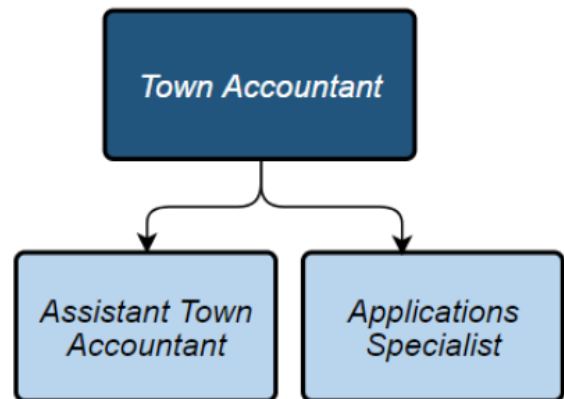 Town Accountant
Assistant Town
Accountant
Applications
Specialist